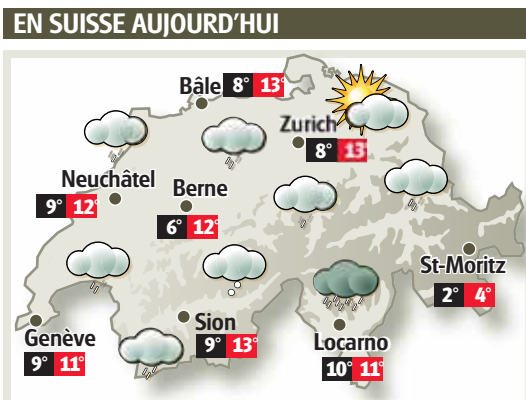 EN SUISSE AUJOURD'HUI
Bâle 8° 13°
Zurich
8° 13°
Neuchâtel
9° 12°
Berne
6° 12°
St-Moritz
2° 4°
Genève
9° 11°
Sion
9° 13°
Locarno
10° 11°